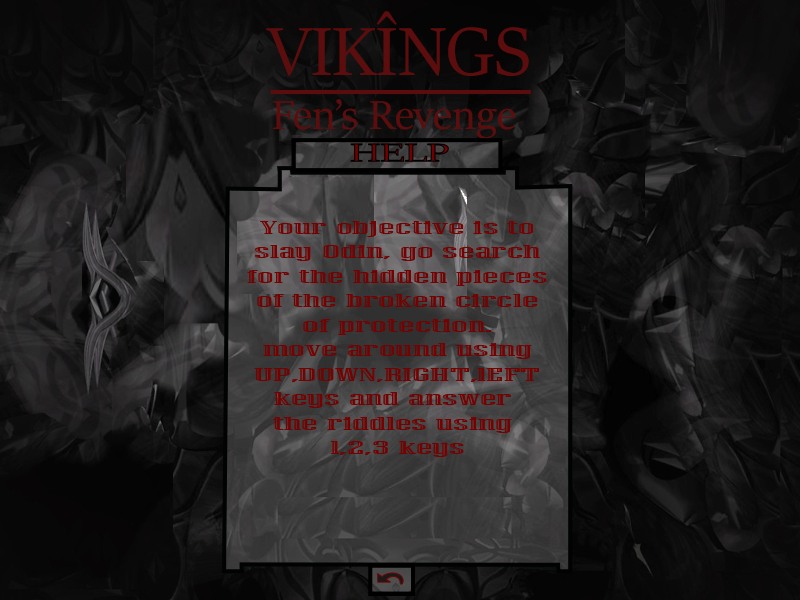 VIKÎNGS
Fen's Revenge
HELP
Your objective is to
slay Odin, go search
for the hidden pieces
of the broken circle
of protection.
move around using
UP,DOWN,RIGHT,lEFT
keys and answer
the riddles using
1,2,3 keys